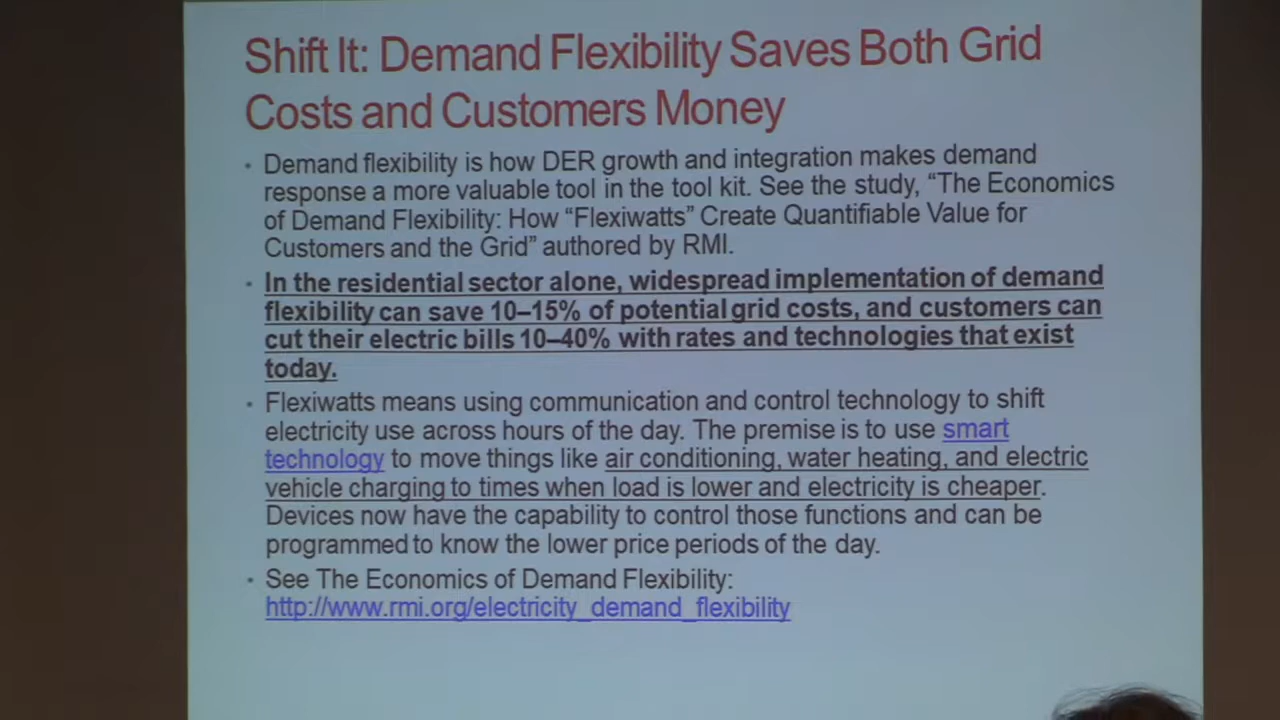 Shift It: Demand Flexibility Saves Both Grid
Costs and Customers Money
• Demand flexibility is how DER growth and integration makes demand
response a more valuable tool in the tool kit. See the study, “The Economics
of Demand Flexibility: How “Flexiwatts” Create Quantifiable Value for
Customers and the Grid” authored by RMI.
• In the residential sector alone, widespread implementation of demand
flexibility can save 10–15% of potential grid costs, and customers can
cut their electric bills 10–40% with rates and technologies that exist
today.
• Flexiwatts means using communication and control technology to shift
electricity use across hours of the day. The premise is to use smart
technology to move things like air conditioning, water heating, and electric
vehicle charging to times when load is lower and electricity is cheaper.
Devices now have the capability to control those functions and can be
programmed to know the lower price periods of the day.
• See The Economics of Demand Flexibility:
http://www.rmi.org/electricity_demand_flexibility